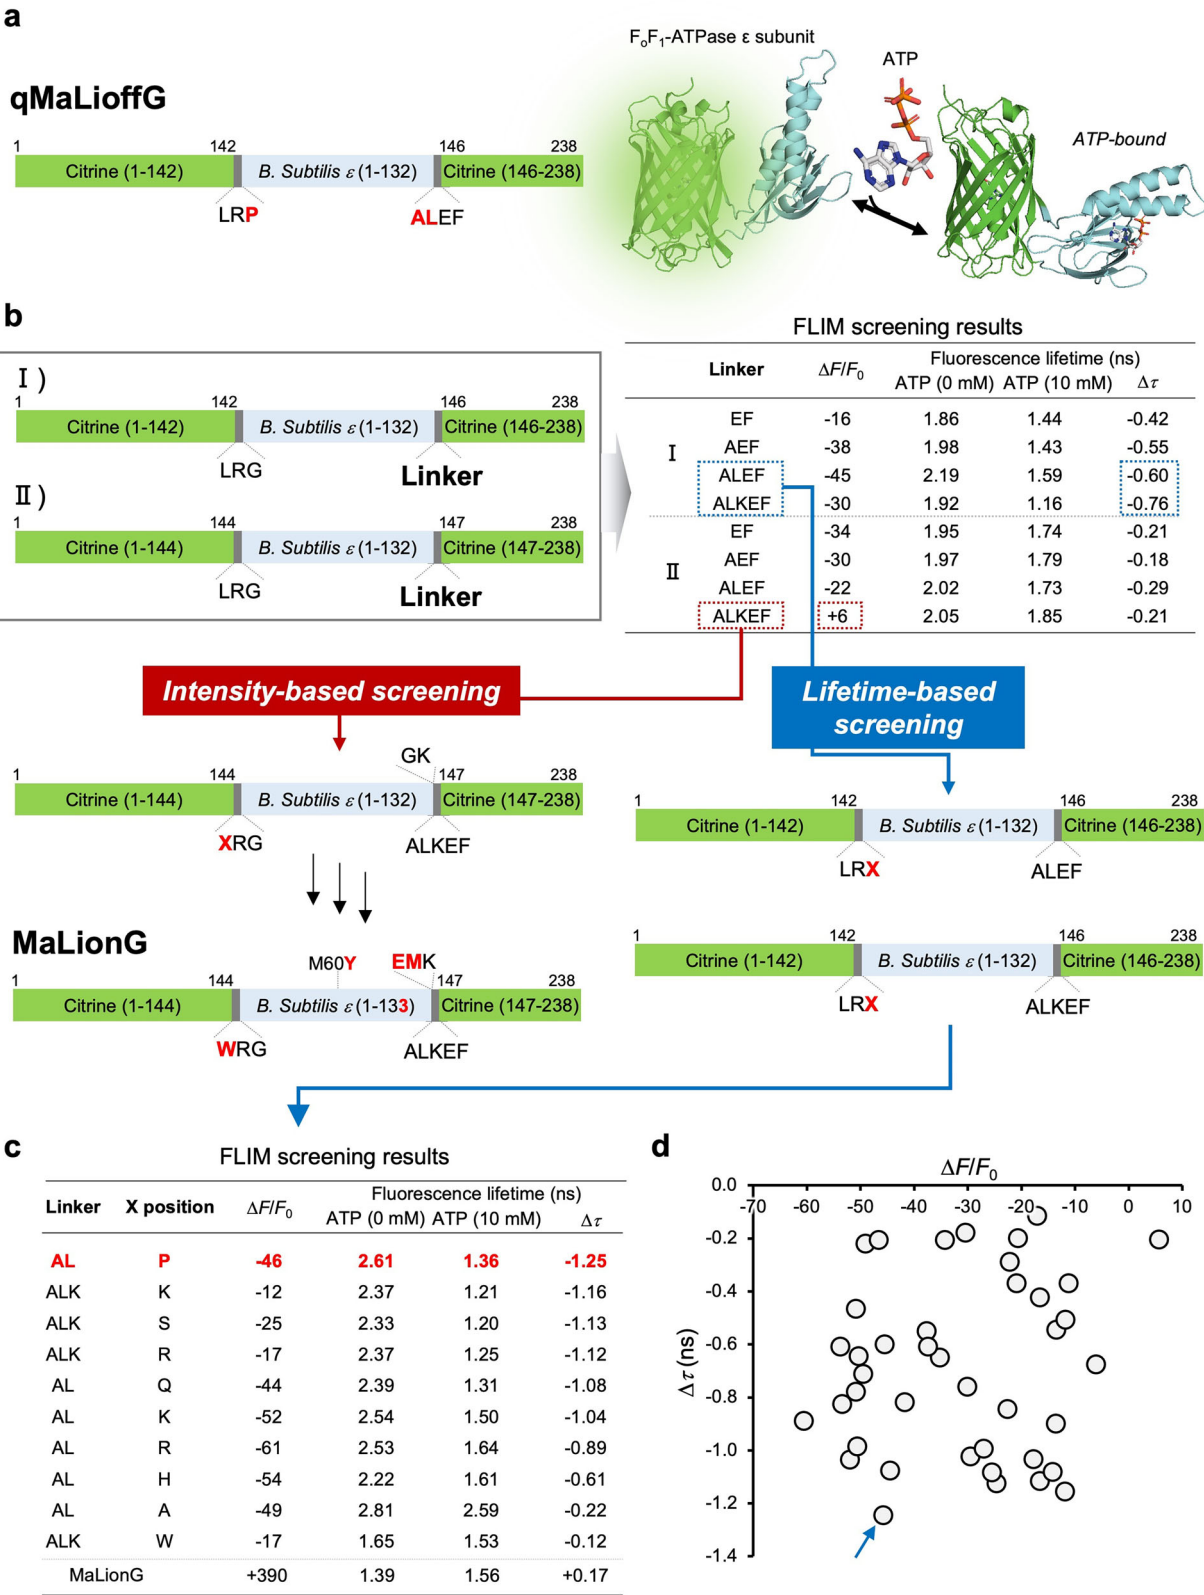 a
qMaLioffG
FoF1-ATPase ε subunit
ATP
ATP-bound
1 142 146 238
Citrine (1-142) B. Subtilis ε (1-132) Citrine (146-238)
LRP ALEF
b
I)
1 142 146 238
Citrine (1-142) B. Subtilis ε (1-132) Citrine (146-238)
LRG Linker
II)
1 144 147 238
Citrine (1-144) B. Subtilis ε (1-132) Citrine (147-238)
LRG Linker
FLIM screening results
Linker ΔF/F0 Fluorescence lifetime (ns)
ATP (0 mM) ATP (10 mM) Δτ
I
EF -16 1.86 1.44 -0.42
AEF -38 1.98 1.43 -0.55
ALEF -45 2.19 1.59 -0.60
ALKEF -30 1.92 1.16 -0.76
II
EF -34 1.95 1.74 -0.21
AEF -30 1.97 1.79 -0.18
ALEF -22 2.02 1.73 -0.29
ALKEF +6 2.05 1.85 -0.21
Intensity-based screening
Lifetime-based
screening
GK
1 144 147 238
Citrine (1-144) B. Subtilis ε (1-132) Citrine (147-238)
XRG ALKEF
MaLionG
M60Y EMK
1 144 147 238
Citrine (1-144) B. Subtilis ε (1-133) Citrine (147-238)
WRG ALKEF
1 142 146 238
Citrine (1-142) B. Subtilis ε (1-132) Citrine (146-238)
LRX ALEF
1 142 146 238
Citrine (1-142) B. Subtilis ε (1-132) Citrine (146-238)
LRX ALKEF
c
FLIM screening results
Linker X position ΔF/F0 Fluorescence lifetime (ns)
ATP (0 mM) ATP (10 mM) Δτ
AL P -46 2.61 1.36 -1.25
ALK K -12 2.37 1.21 -1.16
ALK S -25 2.33 1.20 -1.13
ALK R -17 2.37 1.25 -1.12
AL Q -44 2.39 1.31 -1.08
AL K -52 2.54 1.50 -1.04
AL R -61 2.53 1.64 -0.89
AL H -54 2.22 1.61 -0.61
AL A -49 2.81 2.59 -0.22
ALK W -17 1.65 1.53 -0.12
MaLionG +390 1.39 1.56 +0.17
d
ΔF/F0
-70 -60 -50 -40 -30 -20 -10 0 10
Δτ (ns)
0.0
-0.2
-0.4
-0.6
-0.8
-1.0
-1.2
-1.4